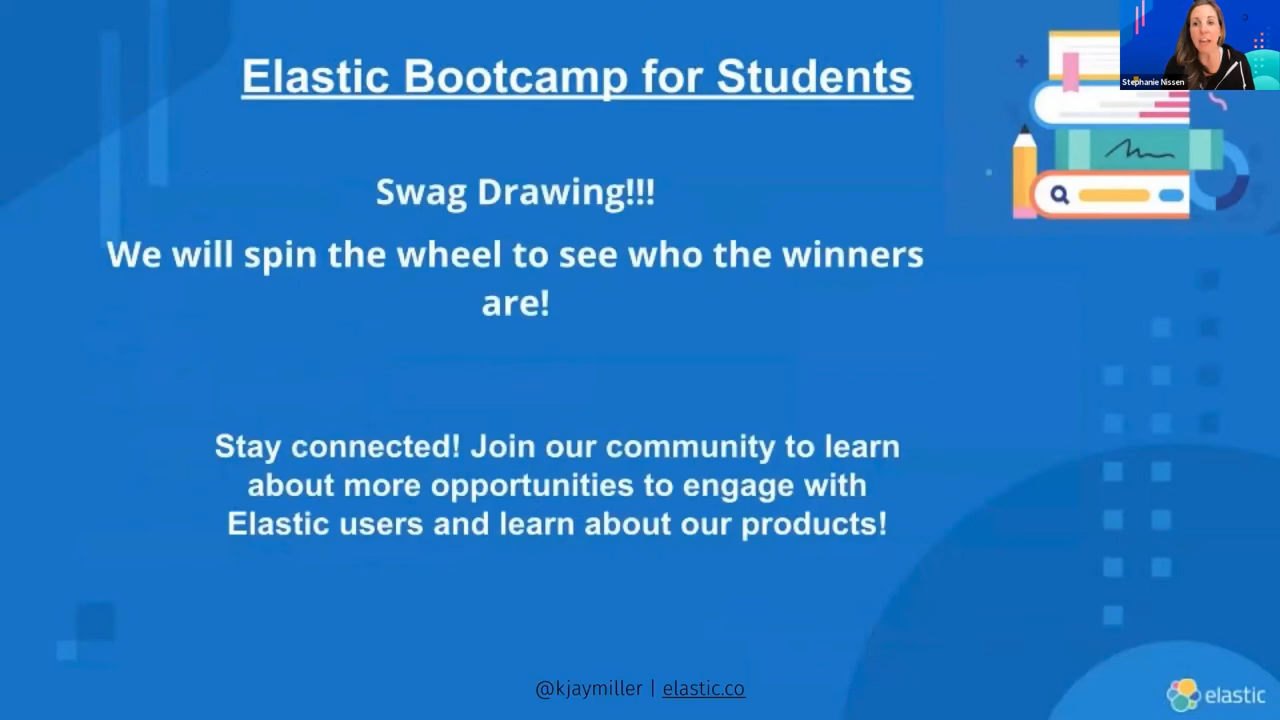 Elastic Bootcamp for Students
Stephanie Nissen
Swag Drawing!!!
We will spin the wheel to see who the winners
are!
Stay connected! Join our community to learn
about more opportunities to engage with
Elastic users and learn about our products!
@kjaymiller | elastic.co
elastic